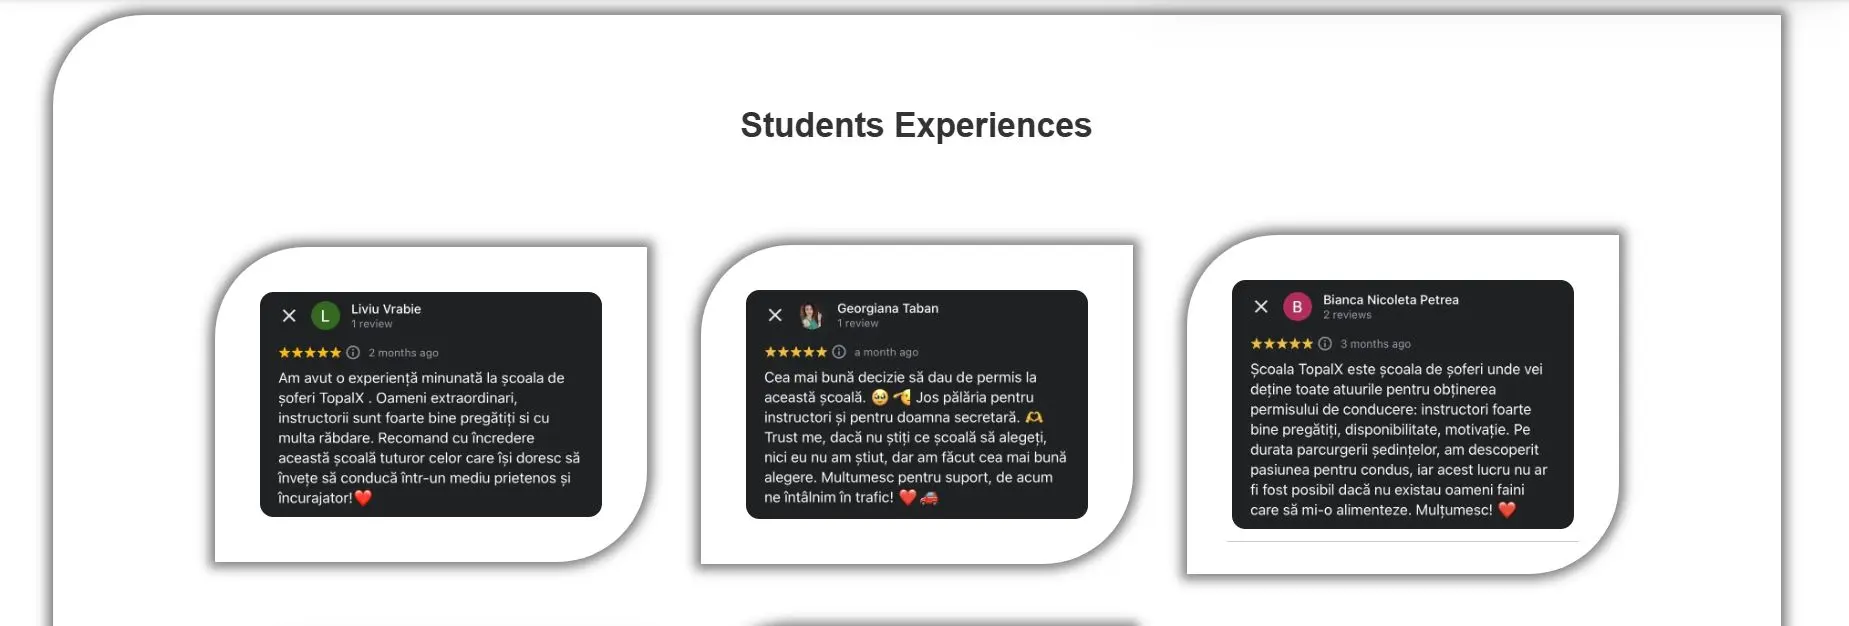 Students Experiences
Liviu Vrabie
1 review
2 months ago
Am avut o experiență minunată la școala de
șoferi TopalX . Oameni extraordinari,
instructorii sunt foarte bine pregătiți si cu
multa răbdare. Recomand cu încredere
această școală tuturor celor care își doresc să
învețe să conducă într-un mediu prietenos și
încurajator!❤️
Georgiana Taban
1 review
a month ago
Cea mai bună decizie să dau de permis la
această școală. 🥹 🫡 Jos pălăria pentru
instructori și pentru doamna secretară. 🫶
Trust me, dacă nu știți ce școală să alegeți,
nici eu nu am știut, dar am făcut cea mai bună
alegere. Multumesc pentru suport, de acum
ne întâlnim în trafic! ❤️🚗
B
Bianca Nicoleta Petrea
2 reviews
3 months ago
Școala TopalX este școala de șoferi unde vei
deține toate atuurile pentru obținerea
permisului de conducere: instructori foarte
bine pregătiți, disponibilitate, motivație. Pe
durata parcurgerii ședințelor, am descoperit
pasiunea pentru condus, iar acest lucru nu ar
fi fost posibil dacă nu existau oameni faini
care să mi-o alimenteze. Mulțumesc! ❤️